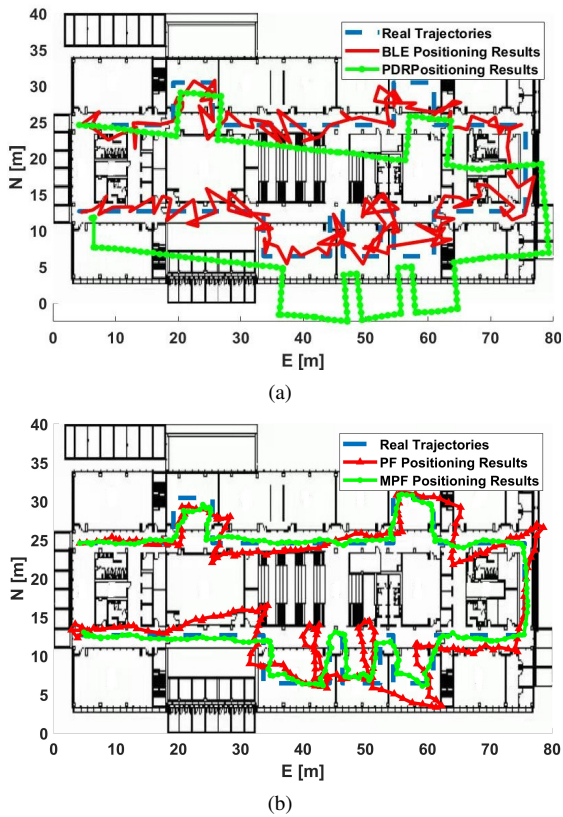 40
35
30
25
20
15
10
5
0
N [m]
Real Trajectories
BLE Positioning Results
PDRPositioning Results
0 10 20 30 40 50 60 70 80
E [m]
(a)
40
35
30
25
20
15
10
5
0
N [m]
Real Trajectories
PF Positioning Results
MPF Positioning Results
0 10 20 30 40 50 60 70 80
E [m]
(b)